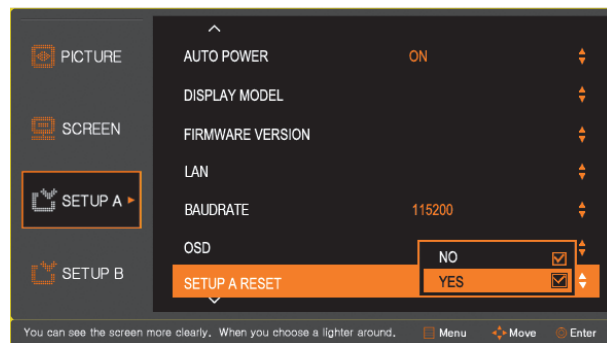 PICTURE
SCREEN
SETUP A
SETUP B
AUTO POWER ON
DISPLAY MODEL
FIRMWARE VERSION
LAN
BAUDRATE 115200
OSD
SETUP A RESET
NO
YES
You can see the screen more clearly. When you choose a lighter around. Menu Move Enter